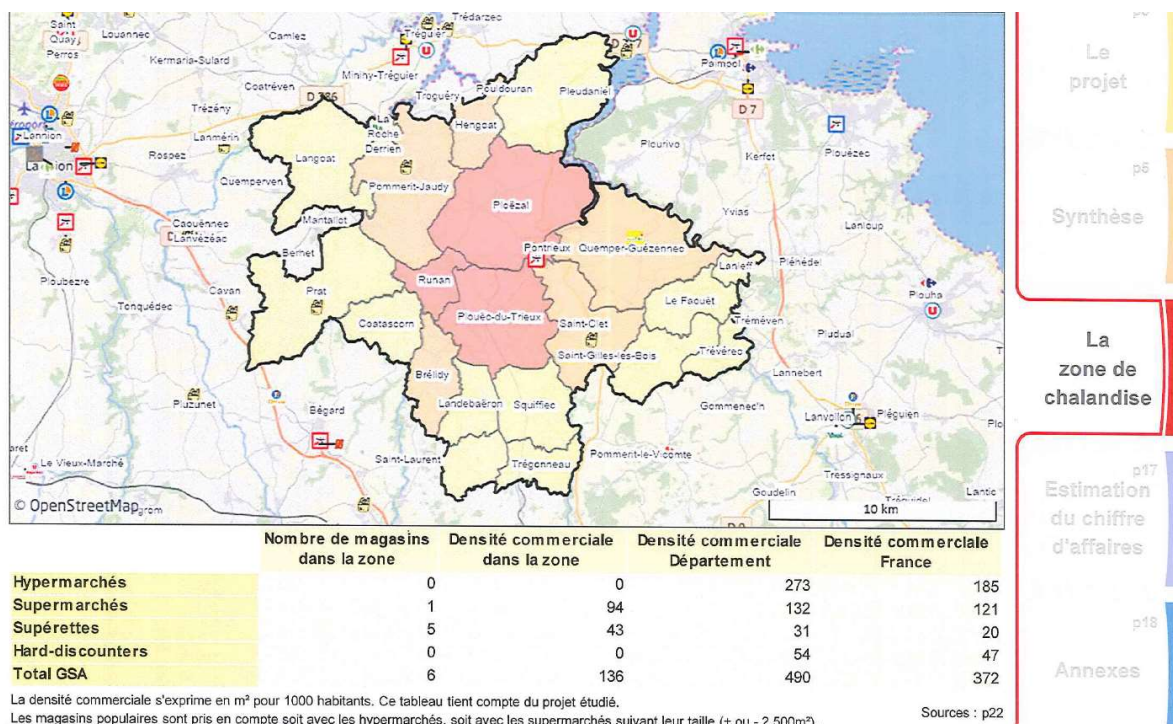 Saint
Quay
Perros
Louannec
Camlez
Trédarzec
Tréguier
Kermaria-Sulard
Minihy-Tréguier
Paimpol
Coatréven
Troguéry
Pouldouran
Pleudaniel
D 7
Trézény
La
Roche
Derrien
Hengoat
Lannion
Lanmérin
Plourivo
Plouézec
Rospez
Langoat
Kerfot
Quemperven
Pommerit-Jaudy
Ploëzal
Yvias
Mantallot
Caouënnec
Lanvézéac
Pontrieux
Quemper-Guézennec
Lanloup
Bernet
Pléhédel
Lanleff
Ploubezre
Runan
Tonquédec
Cavan
Prat
Le Faouët
Plouha
Coatascorn
Plouëc-du-Trieux
Saint-Clet
Tréméven
Pludual
Saint-Gilles-les-Bois
Trévérec
Brélidy
Lannebert
Pluzunet
Bégard
Landebaëron
Squiffiec
Gommenec'h
Lanvollon
Pléguien
Plo
Saint-Laurent
Le Vieux-Marché
Trégonneau
Pommerit-le-Vicomte
Tressignaux
Goudelin
Lantic
© OpenStreetMap
10 km
Nombre de magasins dans la zone Densité commerciale dans la zone Densité commerciale Département Densité commerciale France
Hypermarchés 0 0 273 185
Supermarchés 1 94 132 121
Supérettes 5 43 31 20
Hard-discounters 0 0 54 47
Total GSA 6 136 490 372
La densité commerciale s'exprime en m² pour 1000 habitants. Ce tableau tient compte du projet étudié.
Les magasins populaires sont pris en compte soit avec les hypermarchés, soit avec les supermarchés suivant leur taille (+ ou - 2 500m²)
Sources : p22
Le
projet
p6
Synthèse
La
zone de
chalandise
p17
Estimation
du chiffre
d'affaires
p18
Annexes